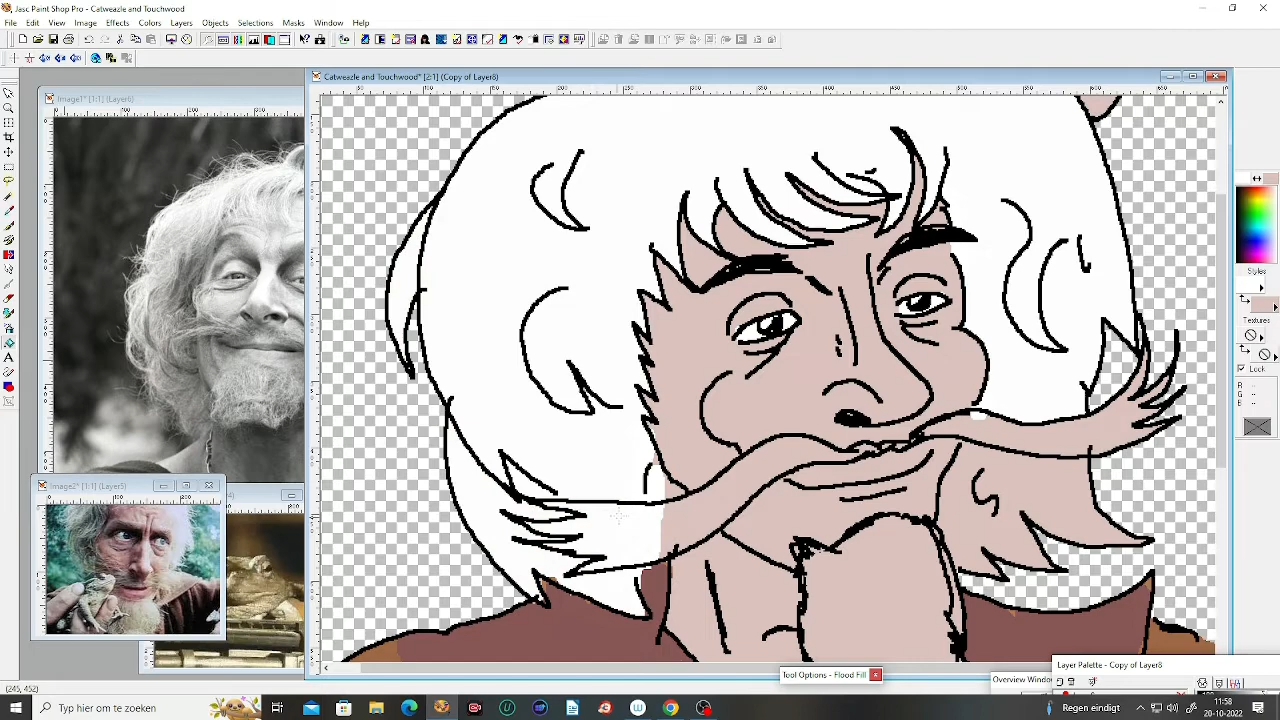 Jasc Paint Shop Pro - Catweazle and Touchwood
File Edit View Image Effects Colors Layers Objects Selections Masks Window Help
Image1* [1:1] (Layer6)
Catweazle and Touchwood* [2:1] (Copy of Layer8)
Styles
Textures
Lock
R
G
B
Image2* [1:1] (Layer5)
Tool Options - Flood Fill
Layer Palette - Copy of Layer8
Overview Window
(245, 452)
Typ hier om te zoeken
Regen eindigt
11:58
20-10-2022